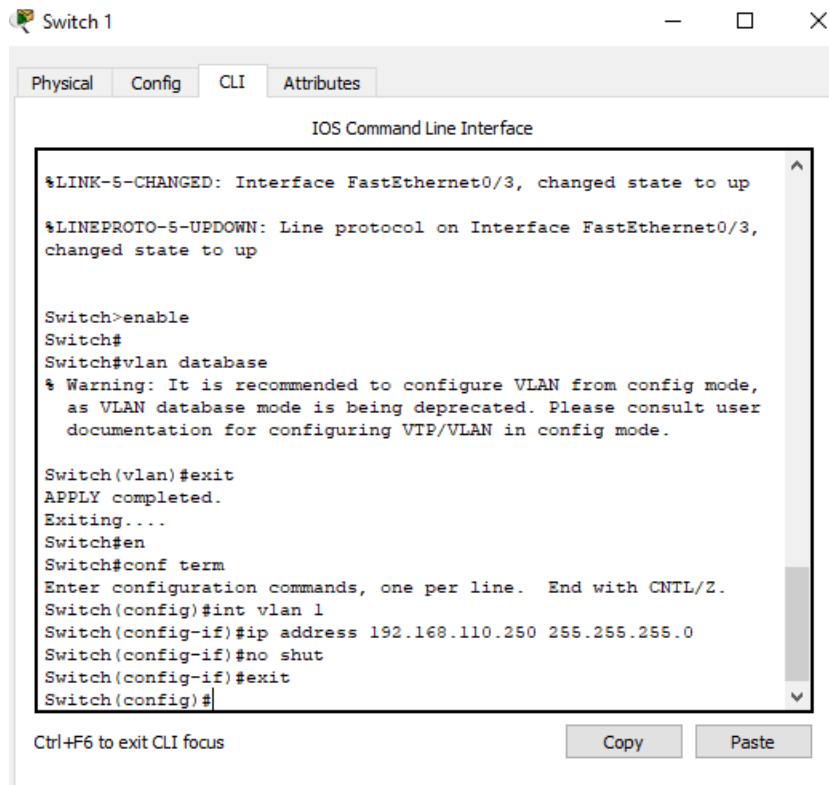 Switch 1
Physical Config CLI Attributes
IOS Command Line Interface
%LINK-5-CHANGED: Interface FastEthernet0/3, changed state to up
%LINEPROTO-5-UPDOWN: Line protocol on Interface FastEthernet0/3,
changed state to up
Switch>enable
Switch#
Switch#vlan database
% Warning: It is recommended to configure VLAN from config mode,
as VLAN database mode is being deprecated. Please consult user
documentation for configuring VTP/VLAN in config mode.
Switch(vlan)#exit
APPLY completed.
Exiting....
Switch#en
Switch#conf term
Enter configuration commands, one per line. End with CNTL/Z.
Switch(config)#int vlan 1
Switch(config-if)#ip address 192.168.110.250 255.255.255.0
Switch(config-if)#no shut
Switch(config-if)#exit
Switch(config)#
Ctrl+F6 to exit CLI focus
Copy Paste